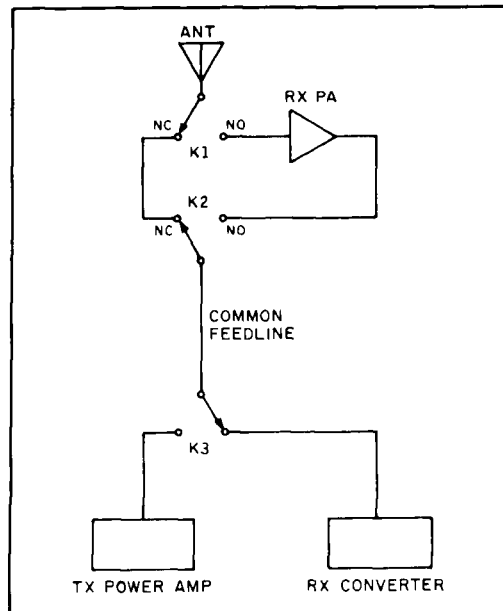 ANT
RX PA
NC
NO
K1
K2
NC
NO
COMMON
FEEDLINE
K3
TX POWER AMP
RX CONVERTER